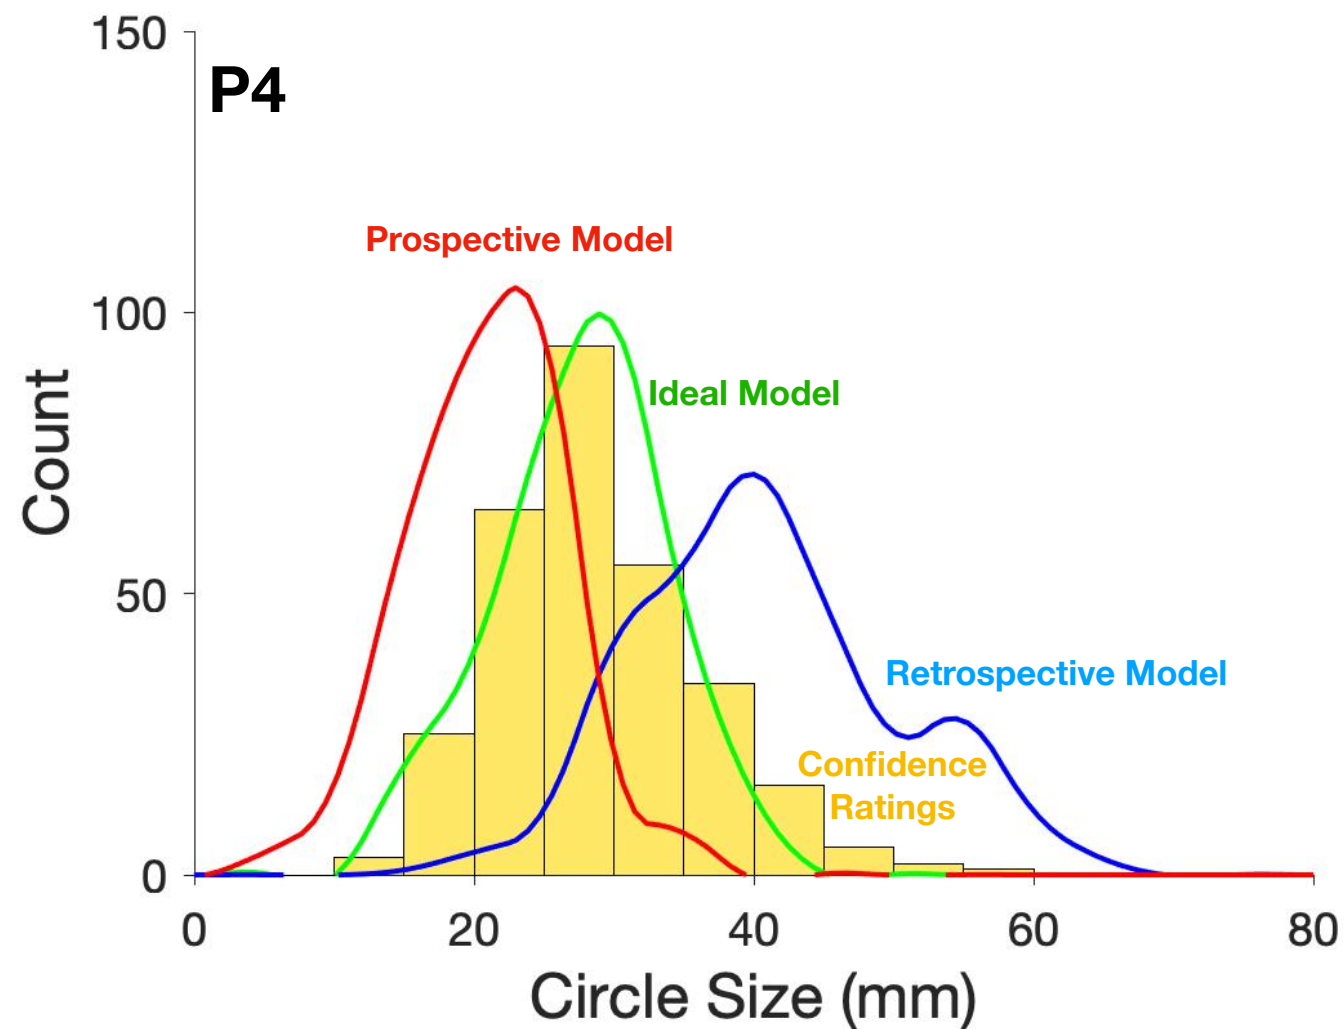 150
P4
Prospective Model
100
Ideal Model
Count
50
Retrospective Model
Confidence
Ratings
0
0 20 40 60 80
Circle Size (mm)